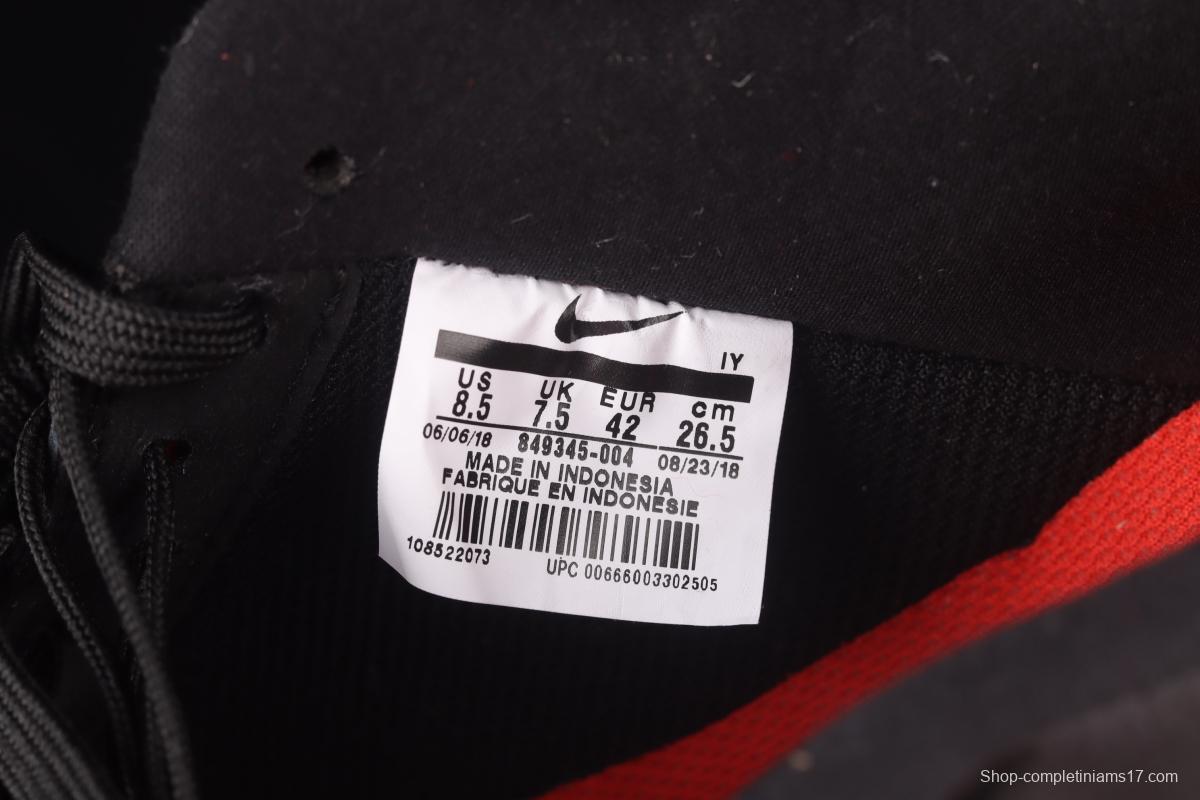 IY
US UK EUR cm
8.5 7.5 42 26.5
06/06/18 849345-004 08/23/18
MADE IN INDONESIA
FABRIQUE EN INDONESIE
108522073 UPC 00666003302505
Shop-completiniams17.com